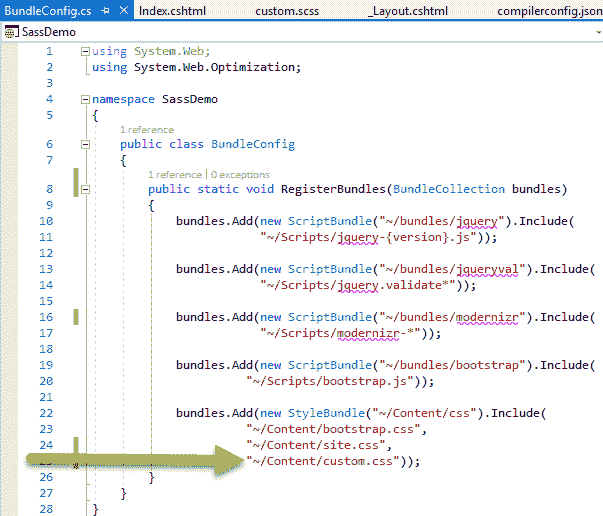 BundleConfig.cs Index.cshtml custom.scss _Layout.cshtml compilerconfig.json
SassDemo
1 using System.Web;
2 using System.Web.Optimization;
3
4 namespace SassDemo
5 {
1 reference
6 public class BundleConfig
7 {
1 reference | 0 exceptions
8 public static void RegisterBundles(BundleCollection bundles)
9 {
10 bundles.Add(new ScriptBundle("~/bundles/jquery").Include(
11 "~/Scripts/jquery-{version}.js"));
12
13 bundles.Add(new ScriptBundle("~/bundles/jqueryval").Include(
14 "~/Scripts/jquery.validate*"));
15
16 bundles.Add(new ScriptBundle("~/bundles/modernizr").Include(
17 "~/Scripts/modernizr-*"));
18
19 bundles.Add(new ScriptBundle("~/bundles/bootstrap").Include(
20 "~/Scripts/bootstrap.js"));
21
22 bundles.Add(new StyleBundle("~/Content/css").Include(
23 "~/Content/bootstrap.css",
24 "~/Content/site.css",
"~/Content/custom.css"));
26 }
27 }
28 }